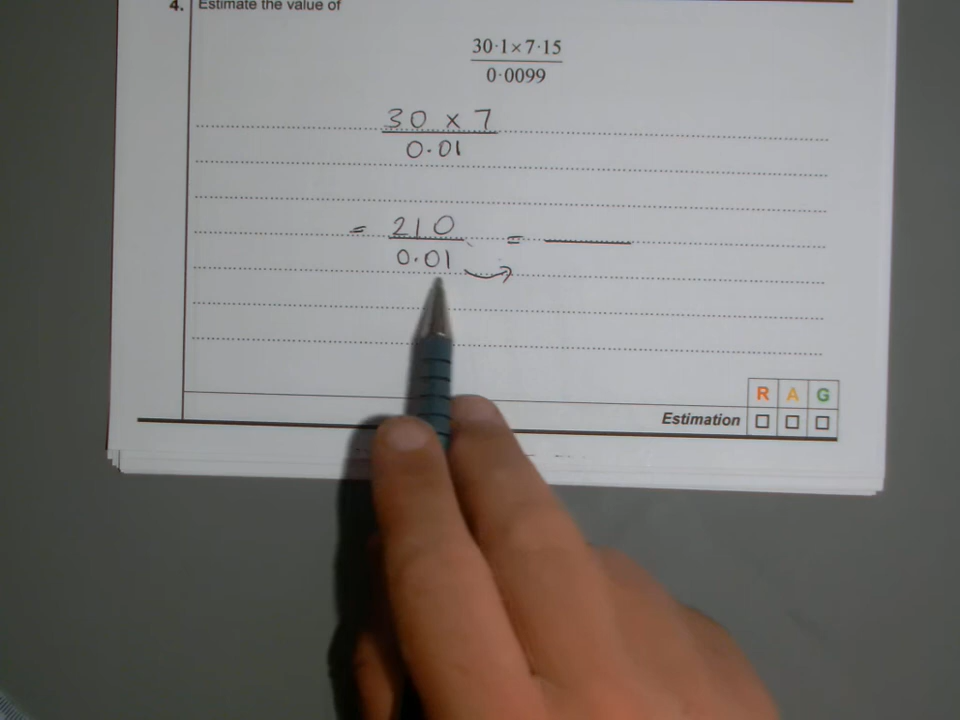 4. Estimate the value of
30·1×7·15
0·0099
30 × 7
0.01
= 210 =
0.01
R A G
Estimation